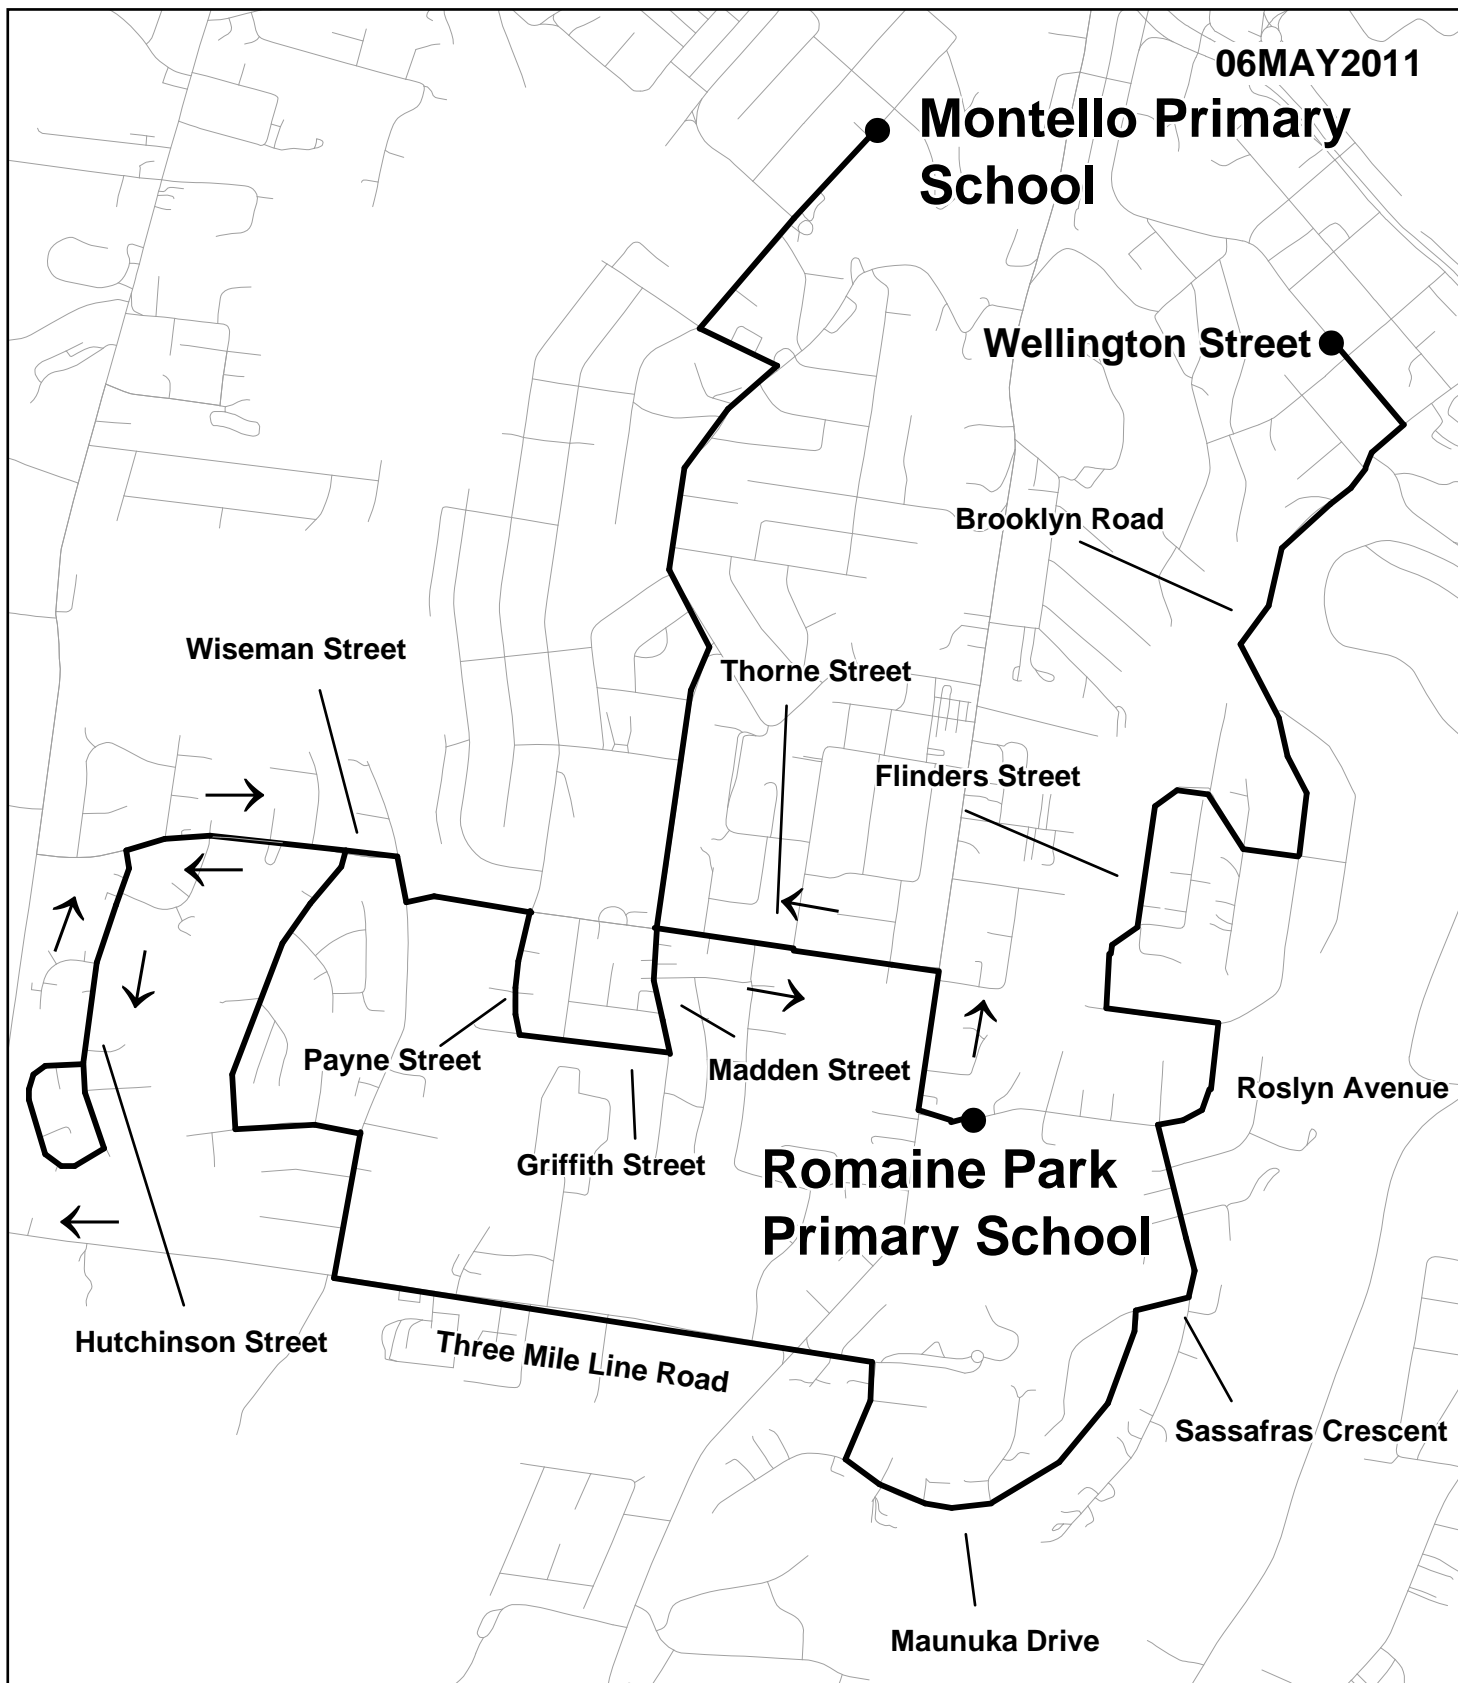 06MAY2011
Montello Primary
School
Wellington Street
Brooklyn Road
Wiseman Street
Thorne Street
Flinders Street
Payne Street
Madden Street
Roslyn Avenue
Griffith Street
Romaine Park
Primary School
Hutchinson Street
Three Mile Line Road
Sassafras Crescent
Maunuka Drive